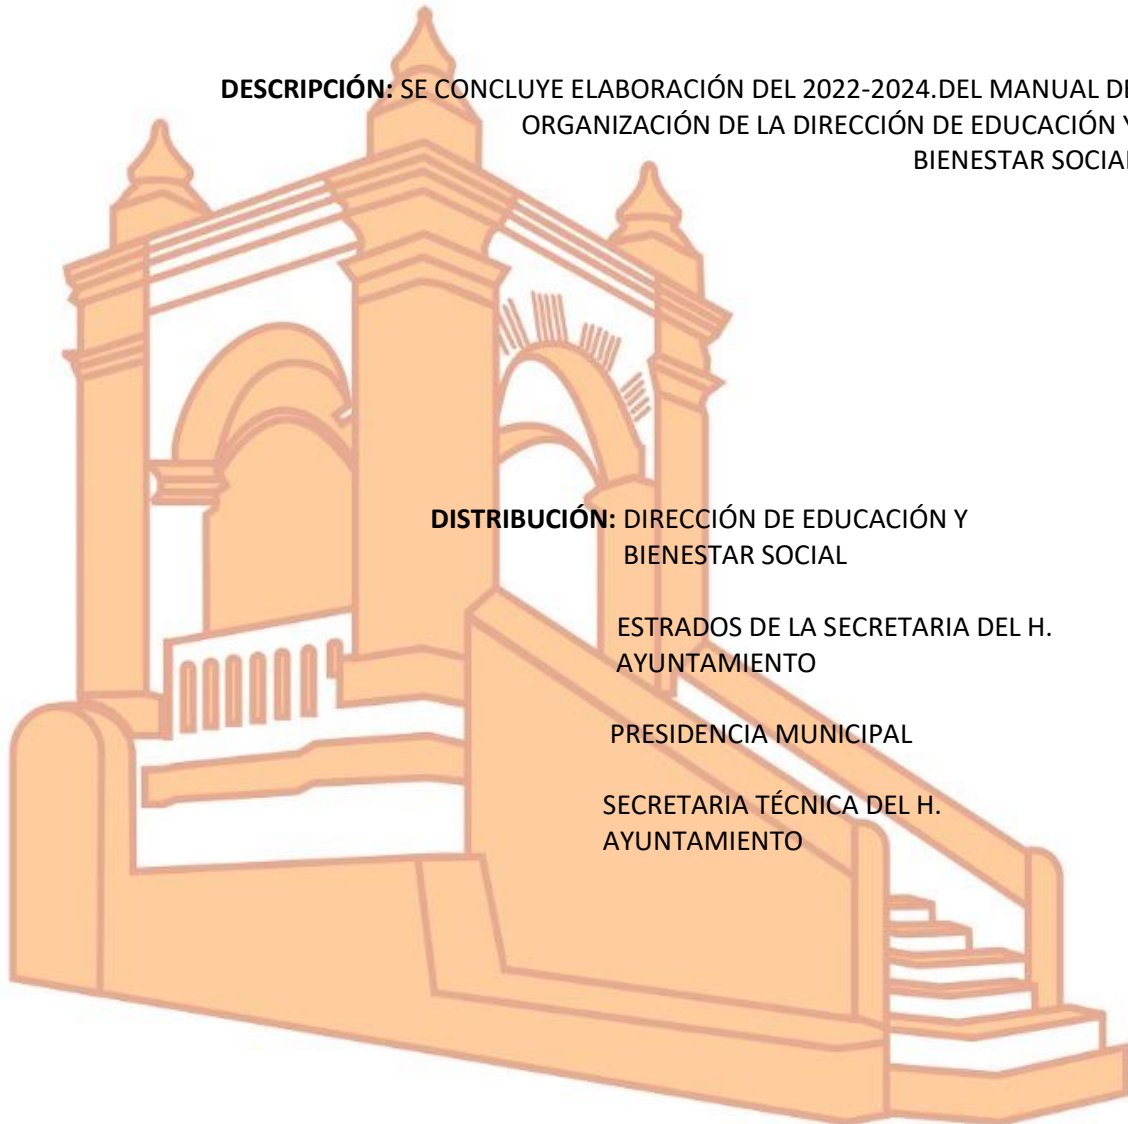 DESCRIPCIÓN: SE CONCLUYE ELABORACIÓN DEL 2022-2024.DEL MANUAL DE
ORGANIZACIÓN DE LA DIRECCIÓN DE EDUCACIÓN Y
BIENESTAR SOCIAL
DISTRIBUCIÓN: DIRECCIÓN DE EDUCACIÓN Y
BIENESTAR SOCIAL
ESTRADOS DE LA SECRETARIA DEL H.
AYUNTAMIENTO
PRESIDENCIA MUNICIPAL
SECRETARIA TÉCNICA DEL H.
AYUNTAMIENTO